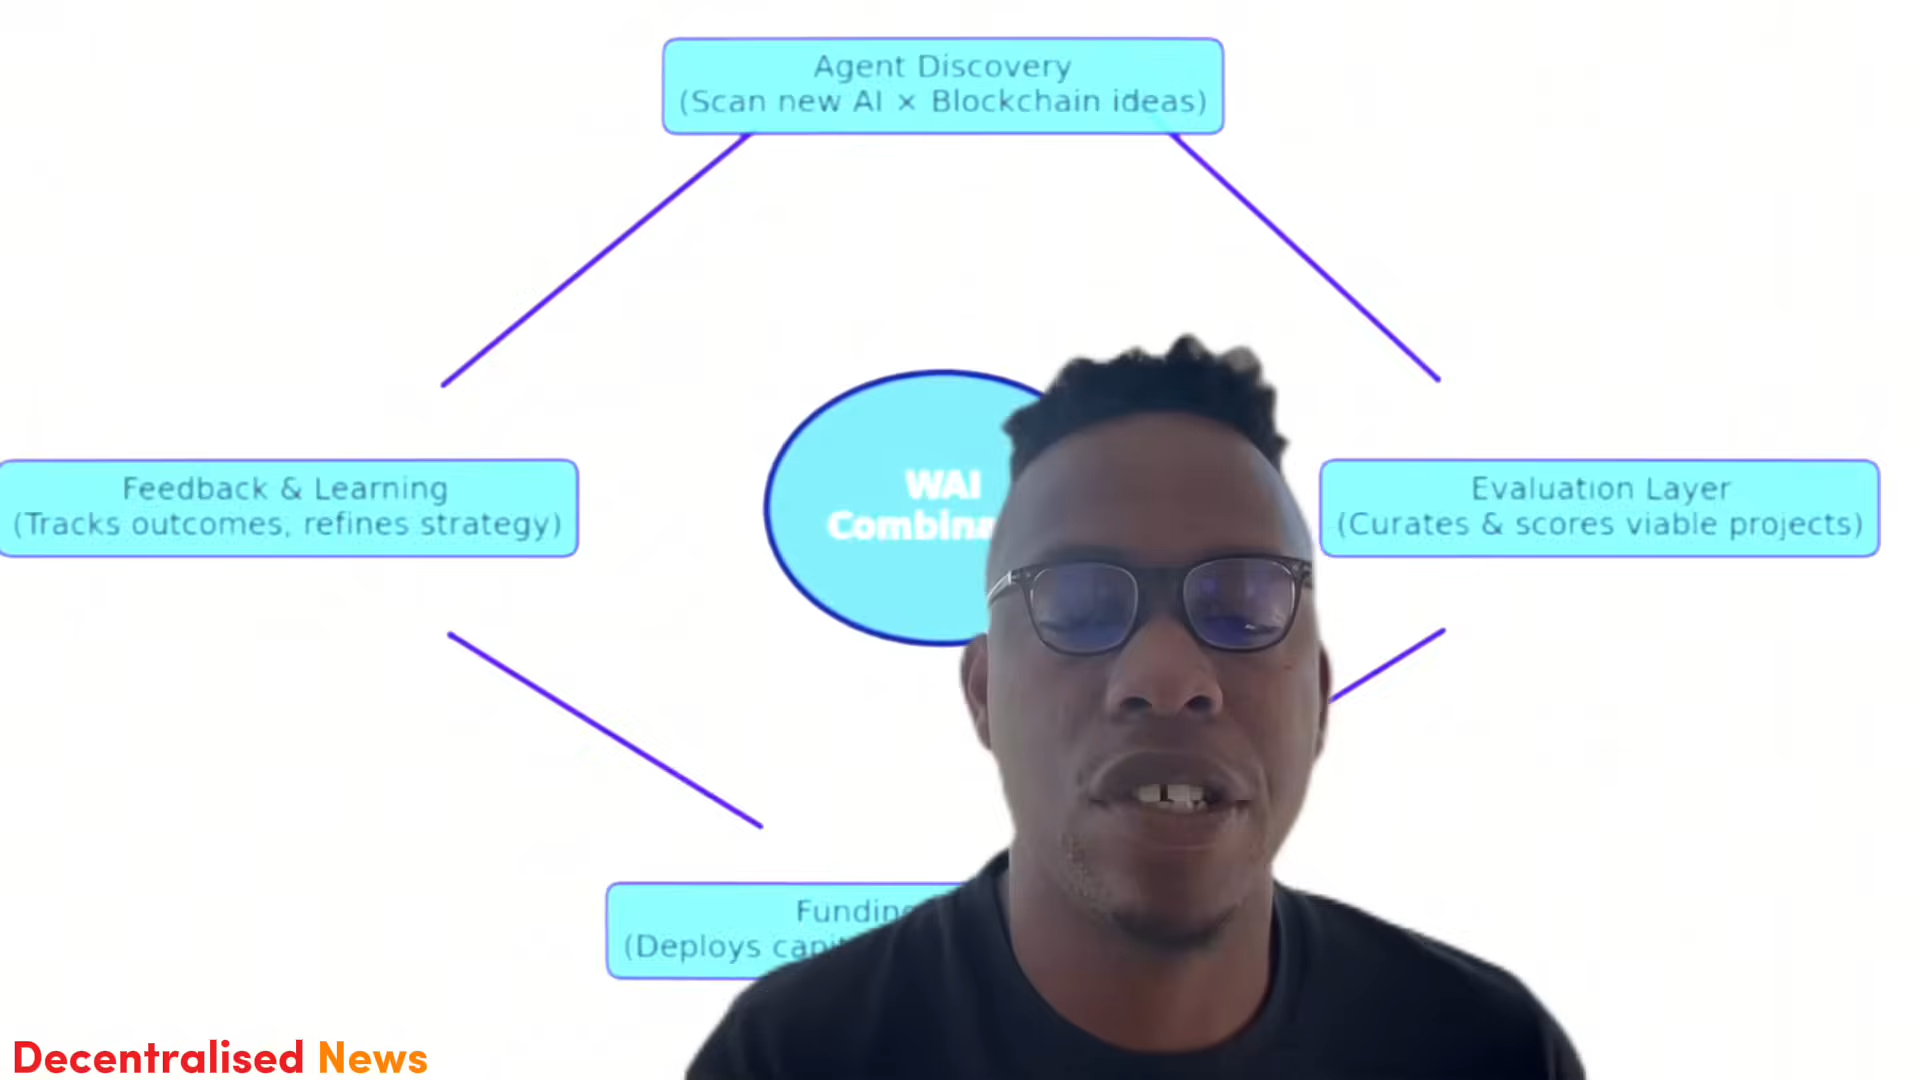 Agent Discovery
(Scan new AI × Blockchain ideas)
Feedback & Learning
(Tracks outcomes, refines strategy)
WAI
Evaluation Layer
(Curates & scores viable projects)
(Deploys
Decentralised News